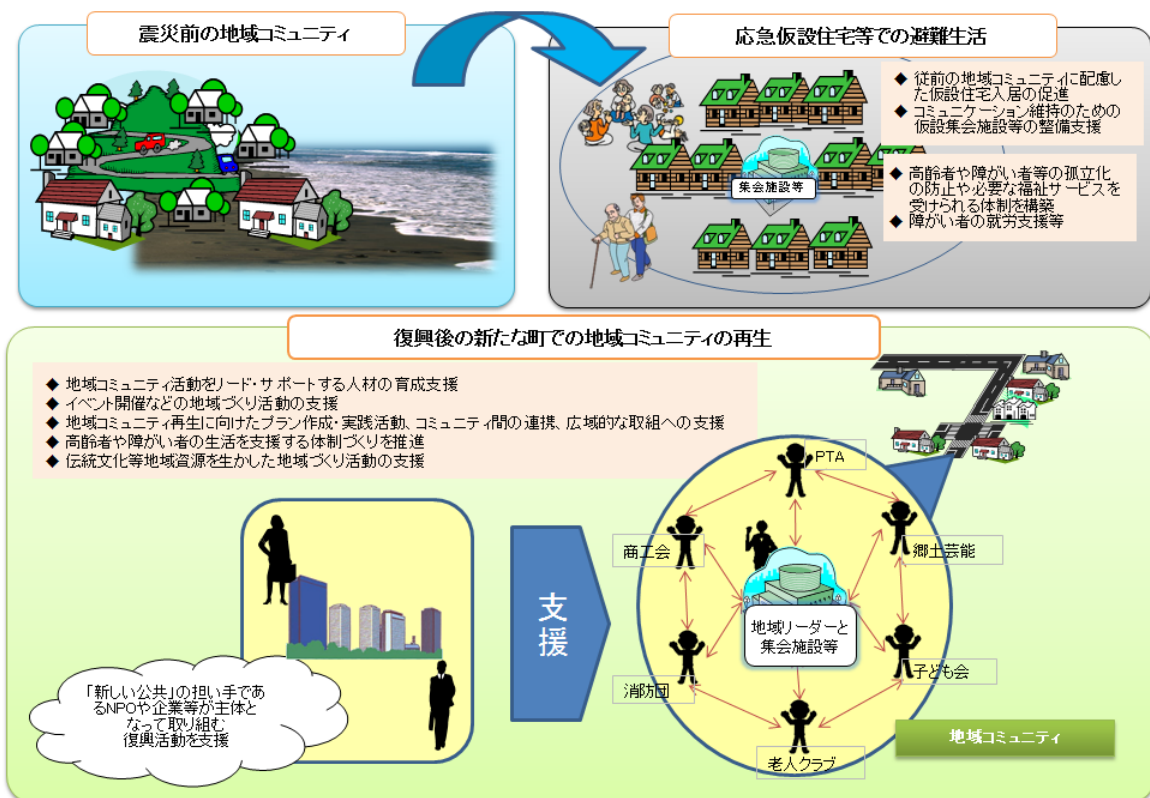 震災前の地域コミュニティ
応急仮設住宅等での避難生活
◆ 従前の地域コミュニティに配慮し
た仮設住宅入居の促進
◆ コミュニケーション維持のための
仮設集会施設等の整備支援
◆ 高齢者や障がい者等の孤立化
の防止や必要な福祉サービスを
受けられる体制を構築
◆ 障がい者の就労支援等
集会施設等
復興後の新たな町での地域コミュニティの再生
◆ 地域コミュニティ活動をリード・サポートする人材の育成支援
◆ イベント開催などの地域づくり活動の支援
◆ 地域コミュニティ再生に向けたプラン作成・実践活動、コミュニティ間の連携、広域的な取組への支援
◆ 高齢者や障がい者の生活を支援する体制づくりを推進
◆ 伝統文化等地域資源を生かした地域づくり活動の支援
「新しい公共」の担い手であ
るNPOや企業等が主体と
なって取り組む
復興活動を支援
支
援
PTA
商工会
郷土芸能
地域リーダーと
集会施設等
消防団
子ども会
老人クラブ
地域コミュニティ